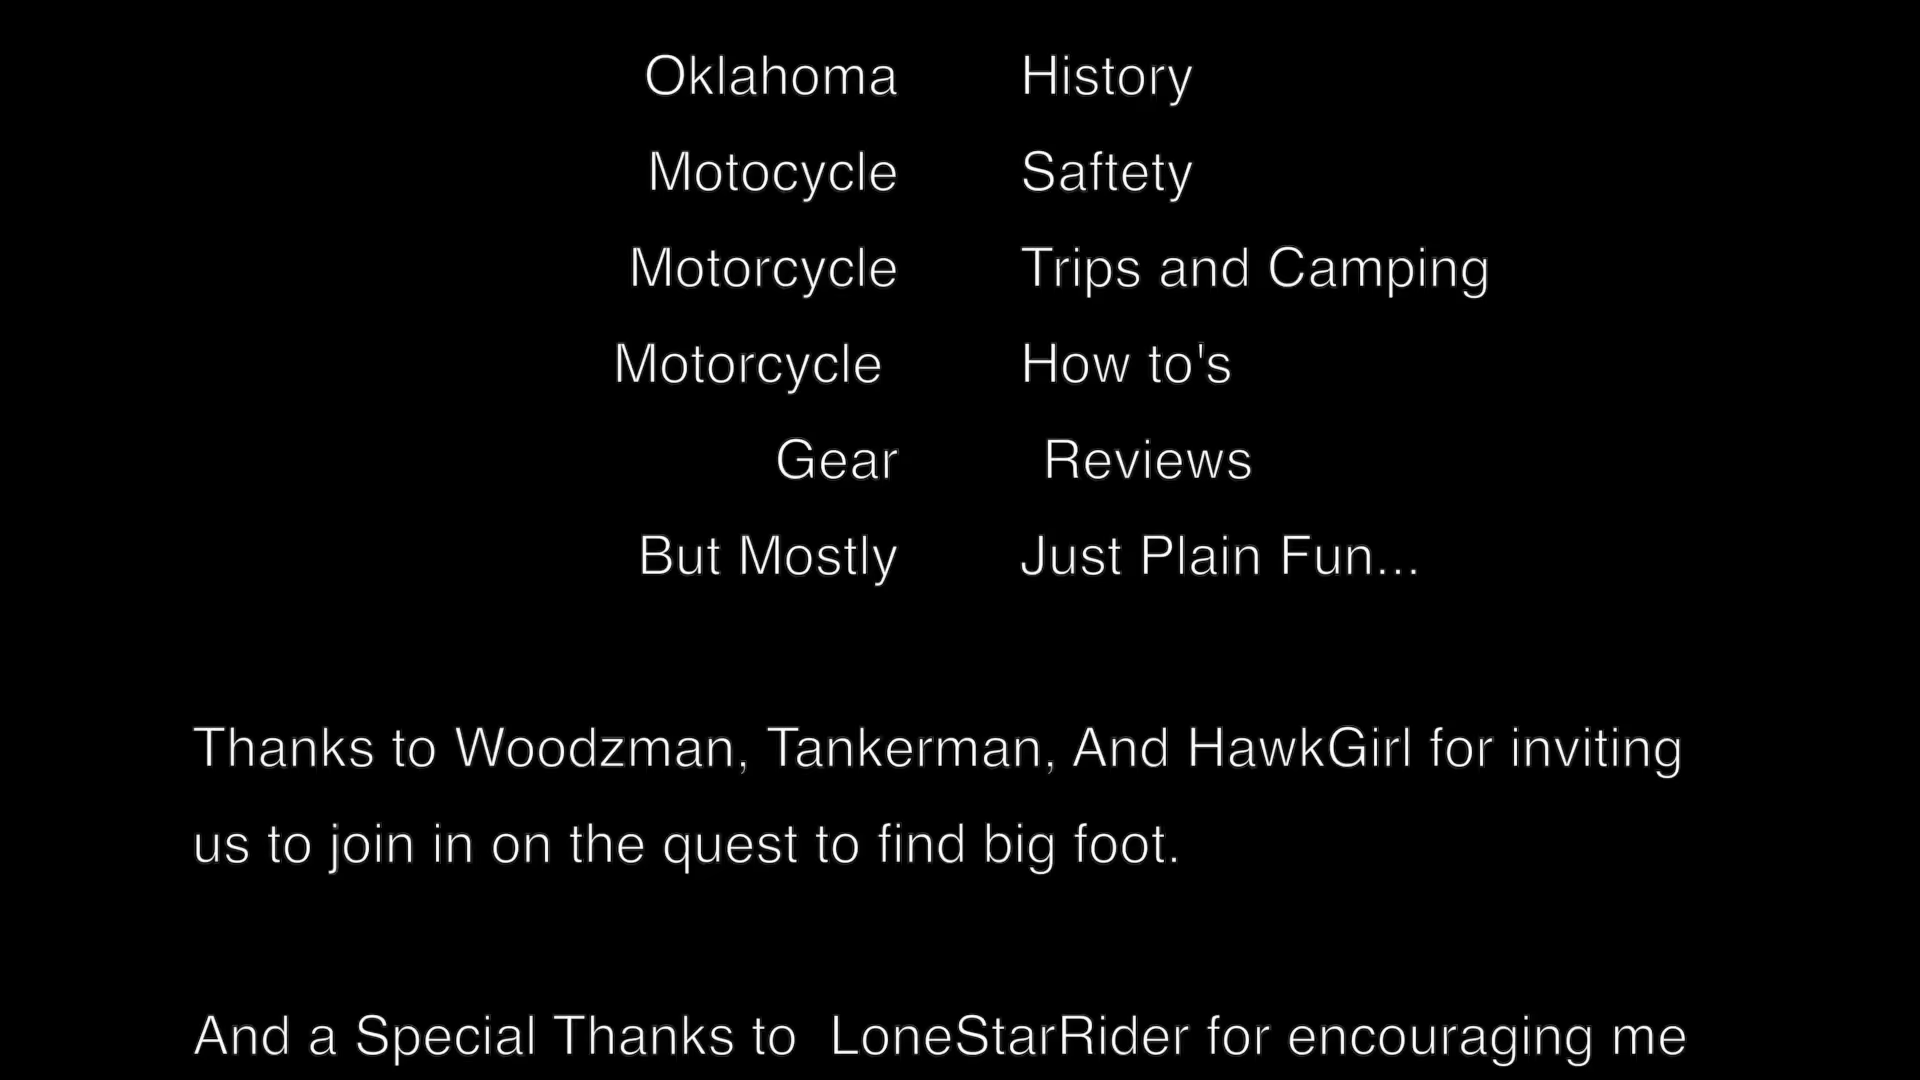 Oklahoma History
Motocycle Saftety
Motorcycle Trips and Camping
Motorcycle How to's
Gear Reviews
But Mostly Just Plain Fun...
Thanks to Woodzman, Tankerman, And HawkGirl for inviting
us to join in on the quest to find big foot.
And a Special Thanks to LoneStarRider for encouraging me